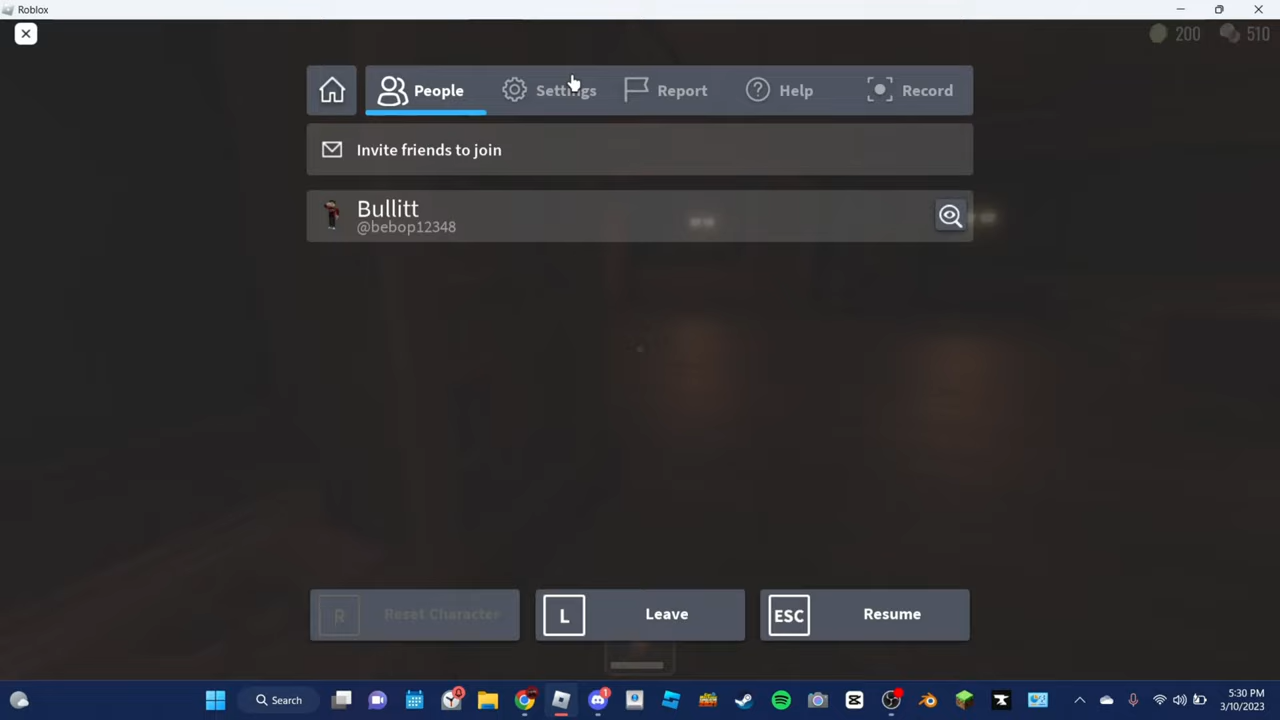 Roblox
200
510
People
Settings
Report
Help
Record
Invite friends to join
Bullitt
@bebop12348
R
Reset Character
L
Leave
ESC
Resume
Search
5:30 PM
3/10/2023